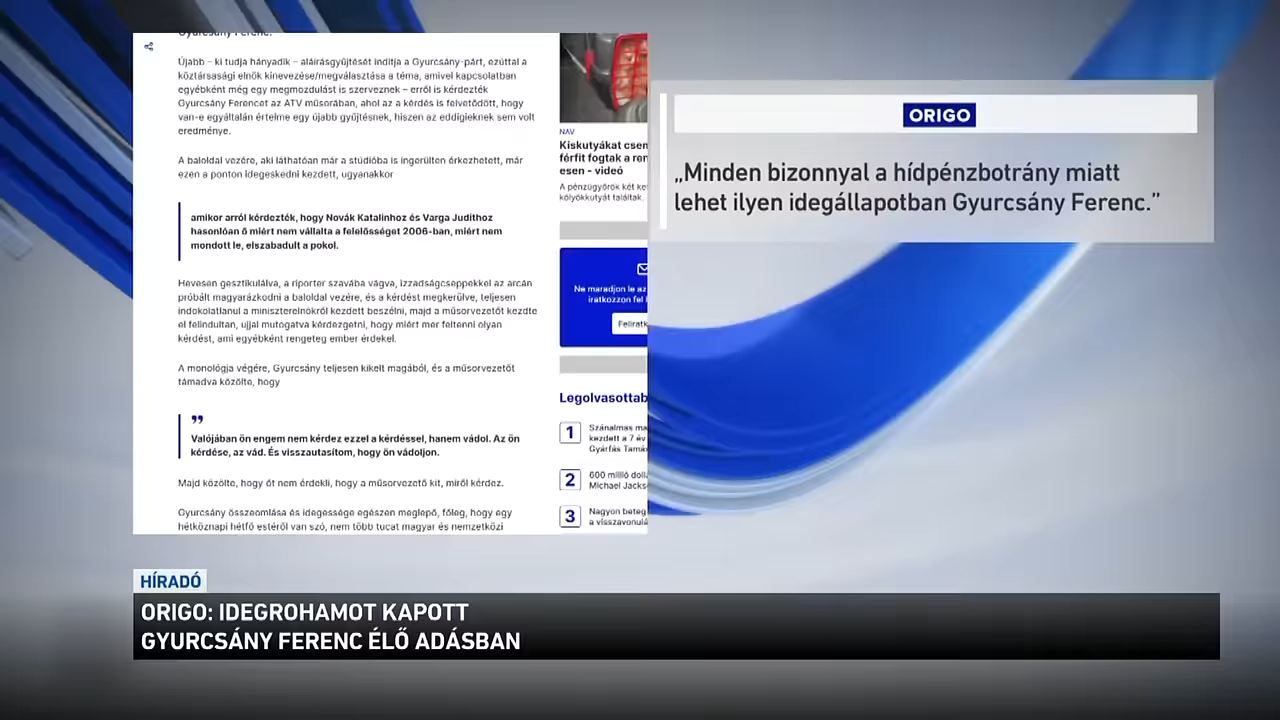 Gyurcsány Ferenc.
Újabb – ki tudja hányadik – aláírásgyűjtését indítja a Gyurcsány-párt, ezúttal a
köztársasági elnök kinevezése/megválasztása a téma, amivel kapcsolatban
egyébként még egy megmozdulást is szerveznek – erről is kérdezték
Gyurcsány Ferencet az ATV műsorában, ahol az a kérdés is felvetődött, hogy
van-e egyáltalán értelme egy újabb gyűjtésnek, hiszen az eddigieknek sem volt
eredménye.
A baloldal vezére, aki láthatóan már a stúdióba is ingerülten érkezhetett, már
ezen a ponton idegeskedni kezdett, ugyanakkor
amikor arról kérdezték, hogy Novák Katalinhoz és Varga Judithoz
hasonlóan ő miért nem vállalta a felelősséget 2006-ban, miért nem
mondott le, elszabadult a pokol.
Hevesen gesztikulálva, a riporter szavába vágva, izzadságcseppekkel az arcán
próbált magyarázkodni a baloldal vezére, és a kérdést megkerülve, teljesen
indokolatlanul a miniszterelnökről kezdett beszélni, majd a műsorvezetőt kezdte
el felindultan, ujjal mutogatva kérdezgetni, hogy miért mer feltenni olyan
kérdést, ami egyébként rengeteg ember érdekel.
A monológja végére, Gyurcsány teljesen kikelt magából, és a műsorvezetőt
támadva közölte, hogy
”
Valójában ön engem nem kérdez ezzel a kérdéssel, hanem vádol. Az ön
kérdése, az vád. És visszautasítom, hogy ön vádoljon.
Majd közölte, hogy őt nem érdekli, hogy a műsorvezető kit, miről kérdez.
Gyurcsány összeomlása és idegessége egészen meglepő, főleg, hogy egy
hétköznapi hétfő estéről van szó, nem több tucat magyar és nemzetközi
NAV
Kiskutyákat csen
férfit fogtak a ren
esen - videó
A pénzügyőrök két ke
kölyökkutyát találtak.
Ne maradjon le az
iratkozzon fel
Feliratk
Legolvasottab
1
Szánalmas ma
kezdett a 7 év
Gyárfás Tamás
2
600 millió doll
Michael Jacks
3
Nagyon beteg
a visszavonulá
ORIGO
„Minden bizonnyal a hídpénzbotrány miatt
lehet ilyen idegállapotban Gyurcsány Ferenc.”
HÍRADÓ
ORIGO: IDEGROHAMOT KAPOTT
GYURCSÁNY FERENC ÉLŐ ADÁSBAN